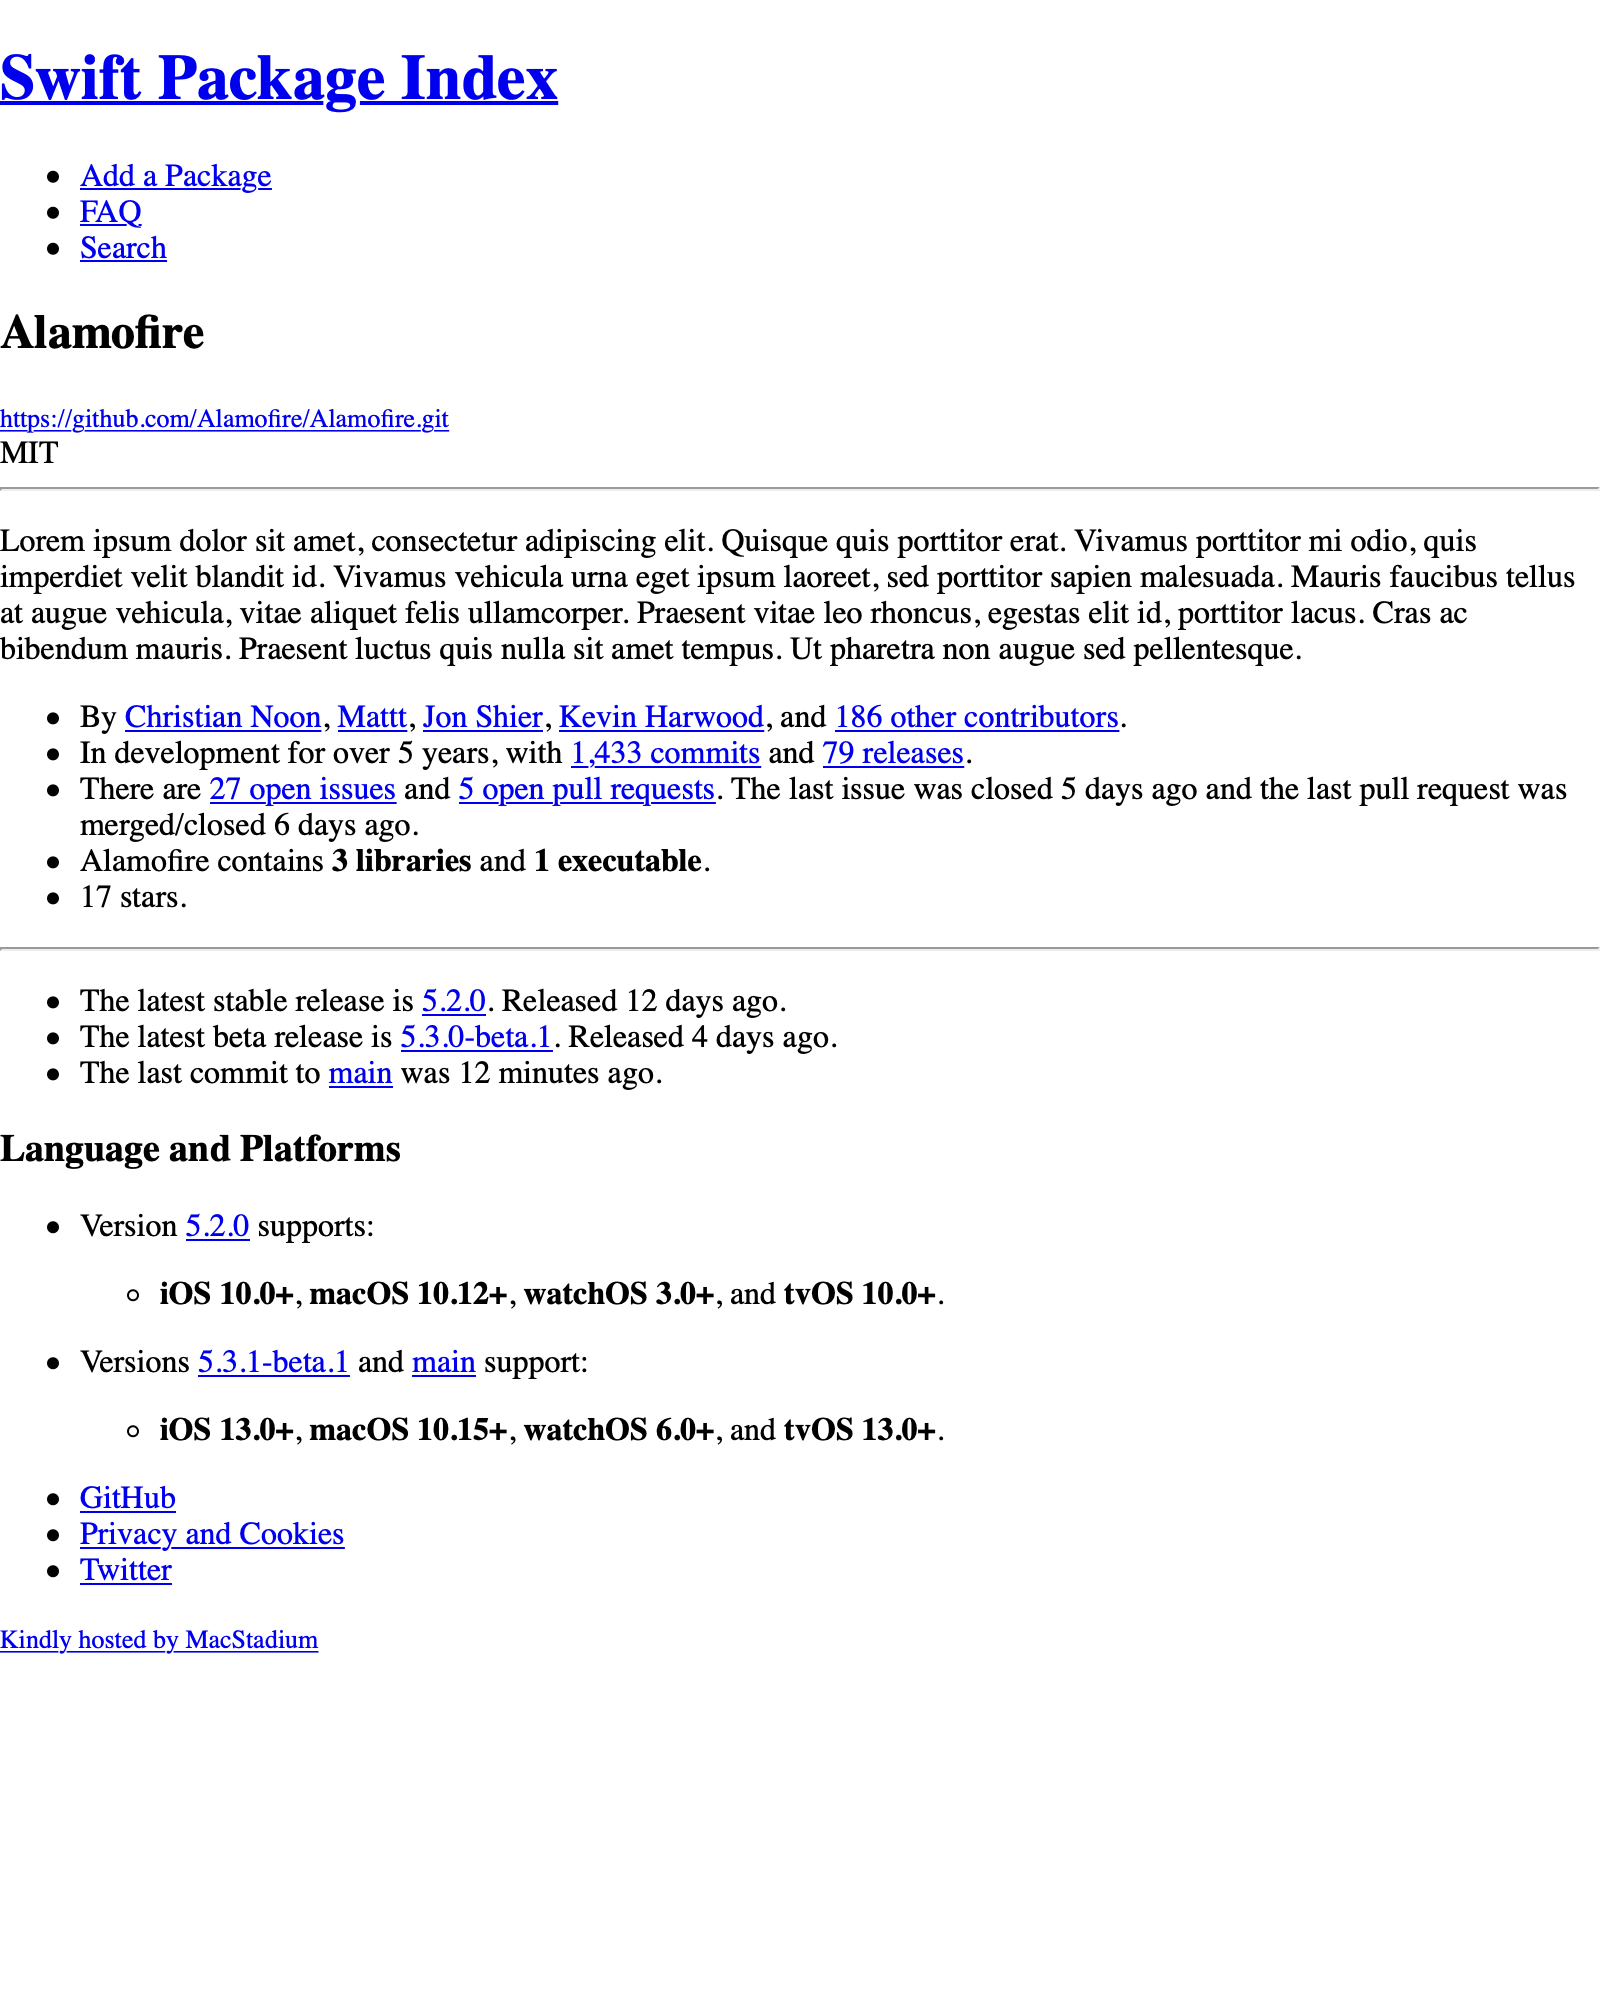 Swift Package Index
Add a Package
FAQ
Search
Alamofire
https://github.com/Alamofire/Alamofire.git
MIT
Lorem ipsum dolor sit amet, consectetur adipiscing elit. Quisque quis porttitor erat. Vivamus porttitor mi odio, quis
imperdiet velit blandit id. Vivamus vehicula urna eget ipsum laoreet, sed porttitor sapien malesuada. Mauris faucibus tellus
at augue vehicula, vitae aliquet felis ullamcorper. Praesent vitae leo rhoncus, egestas elit id, porttitor lacus. Cras ac
bibendum mauris. Praesent luctus quis nulla sit amet tempus. Ut pharetra non augue sed pellentesque.
By Christian Noon, Mattt, Jon Shier, Kevin Harwood, and 186 other contributors.
In development for over 5 years, with 1,433 commits and 79 releases.
There are 27 open issues and 5 open pull requests. The last issue was closed 5 days ago and the last pull request was
merged/closed 6 days ago.
Alamofire contains 3 libraries and 1 executable.
17 stars.
The latest stable release is 5.2.0. Released 12 days ago.
The latest beta release is 5.3.0-beta.1. Released 4 days ago.
The last commit to main was 12 minutes ago.
Language and Platforms
Version 5.2.0 supports:
iOS 10.0+, macOS 10.12+, watchOS 3.0+, and tvOS 10.0+.
Versions 5.3.1-beta.1 and main support:
iOS 13.0+, macOS 10.15+, watchOS 6.0+, and tvOS 13.0+.
GitHub
Privacy and Cookies
Twitter
Kindly hosted by MacStadium